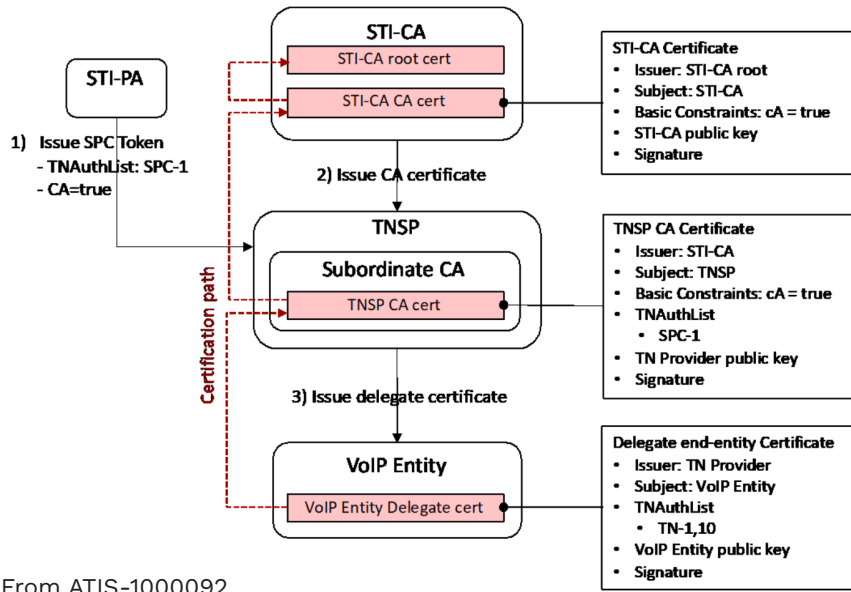 STI-CA
STI-CA root cert
STI-CA CA cert
STI-PA
1) Issue SPC Token
- TNAuthList: SPC-1
- CA=true
2) Issue CA certificate
TNSP
Subordinate CA
TNSP CA cert
Certification path
3) Issue delegate certificate
VoIP Entity
VoIP Entity Delegate cert
STI-CA Certificate
• Issuer: STI-CA root
• Subject: STI-CA
• Basic Constraints: cA = true
• STI-CA public key
• Signature
TNSP CA Certificate
• Issuer: STI-CA
• Subject: TNSP
• Basic Constraints: cA = true
• TNAuthList
• SPC-1
• TN Provider public key
• Signature
Delegate end-entity Certificate
• Issuer: TN Provider
• Subject: VoIP Entity
• TNAuthList
• TN-1,10
• VoIP Entity public key
• Signature
From ATIS-1000092